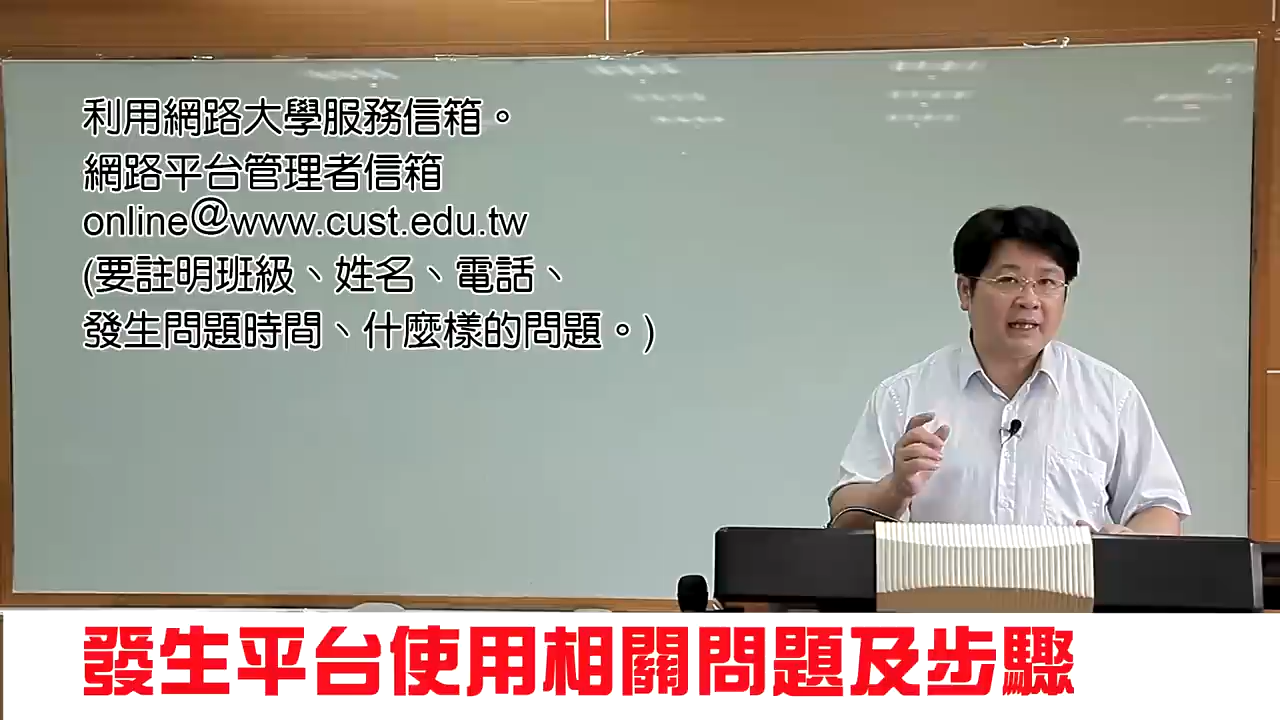 利用網路大學服務信箱。
網路平台管理者信箱
online@www.cust.edu.tw
(要註明班級、姓名、電話、
發生問題時間、什麼樣的問題。)
發生平台使用相關問題及步驟